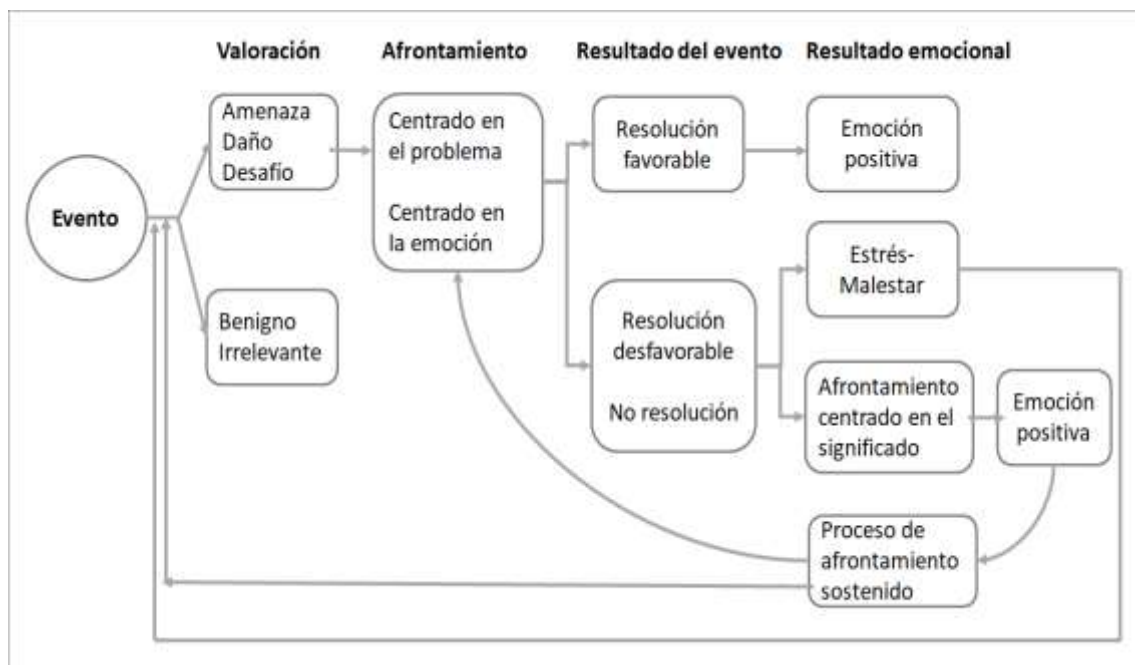 Valoración
Afrontamiento
Resultado del evento
Resultado emocional
Evento
Amenaza
Daño
Desafío
Benigno
Irrelevante
Centrado en
el problema
Centrado en
la emoción
Resolución
favorable
Resolución
desfavorable
No resolución
Emoción
positiva
Estrés-
Malestar
Afrontamiento
centrado en el
significado
Emoción
positiva
Proceso de
afrontamiento
sostenido